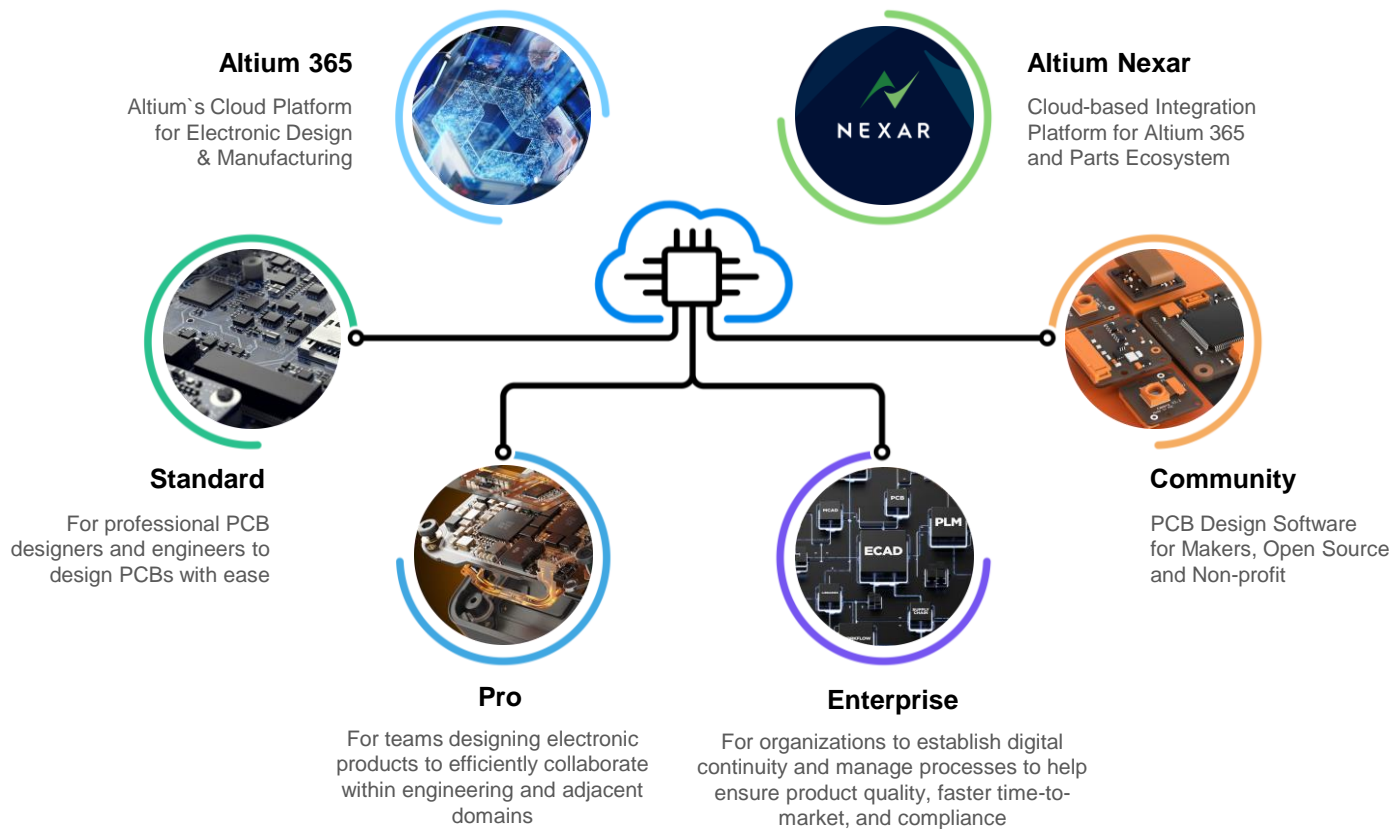 Altium 365
Altium`s Cloud Platform
for Electronic Design
& Manufacturing
NEXAR
Altium Nexar
Cloud-based Integration
Platform for Altium 365
and Parts Ecosystem
Standard
For professional PCB
designers and engineers to
design PCBs with ease
Community
PCB Design Software
for Makers, Open Source
and Non-profit
MCAD
PCB
PLM
ECAD
SUPPLY
CHAIN
Pro
For teams designing electronic
products to efficiently collaborate
within engineering and adjacent
domains
Enterprise
For organizations to establish digital
continuity and manage processes to help
ensure product quality, faster time-to-
market, and compliance